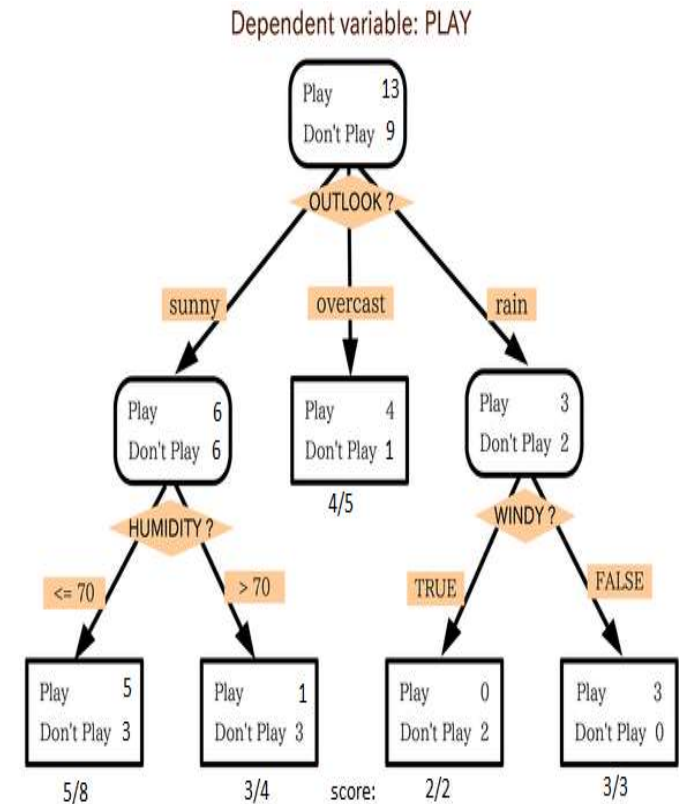 Dependent variable: PLAY
Play 13
Don't Play 9
OUTLOOK ?
sunny
overcast
rain
Play 6
Don't Play 6
Play 4
Don't Play 1
Play 3
Don't Play 2
4/5
HUMIDITY ?
WINDY ?
<= 70
> 70
TRUE
FALSE
Play 5
Don't Play 3
Play 1
Don't Play 3
Play 0
Don't Play 2
Play 3
Don't Play 0
5/8
3/4
score:
2/2
3/3